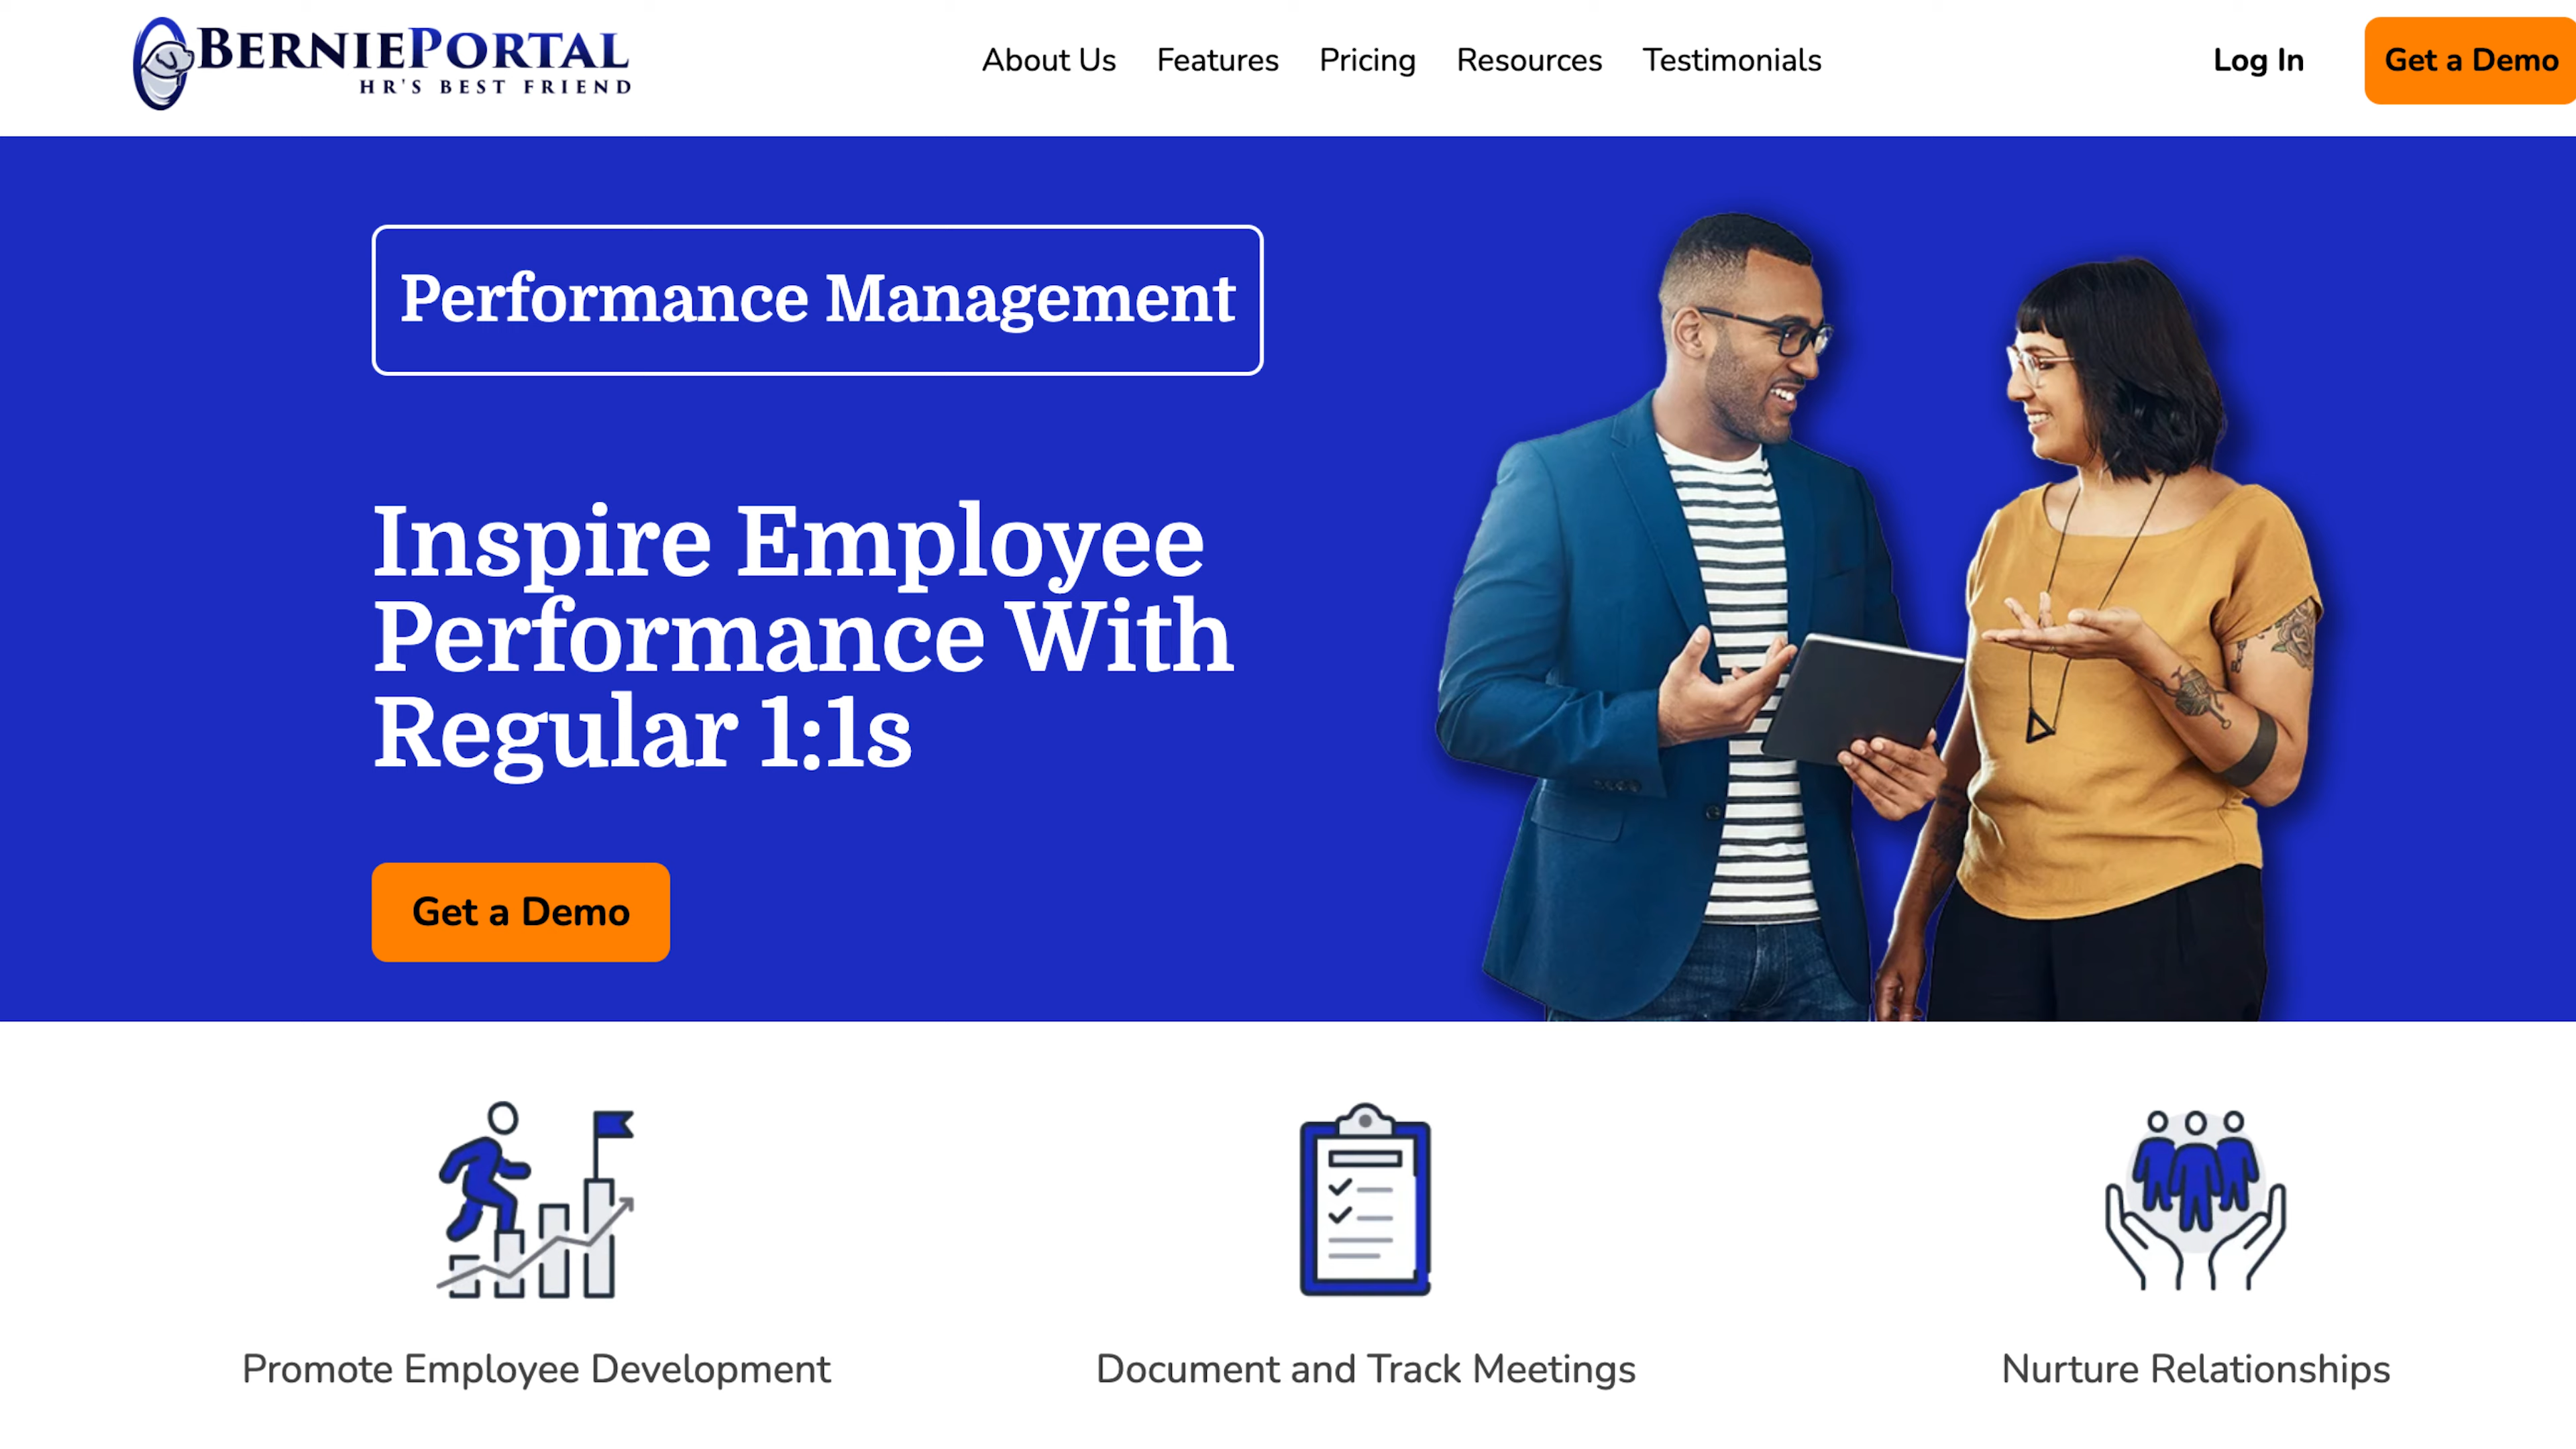 BERNIEPORTAL
HR'S BEST FRIEND
About Us
Features
Pricing
Resources
Testimonials
Log In
Get a Demo
Performance Management
Inspire Employee
Performance With
Regular 1:1s
Get a Demo
Promote Employee Development
Document and Track Meetings
Nurture Relationships